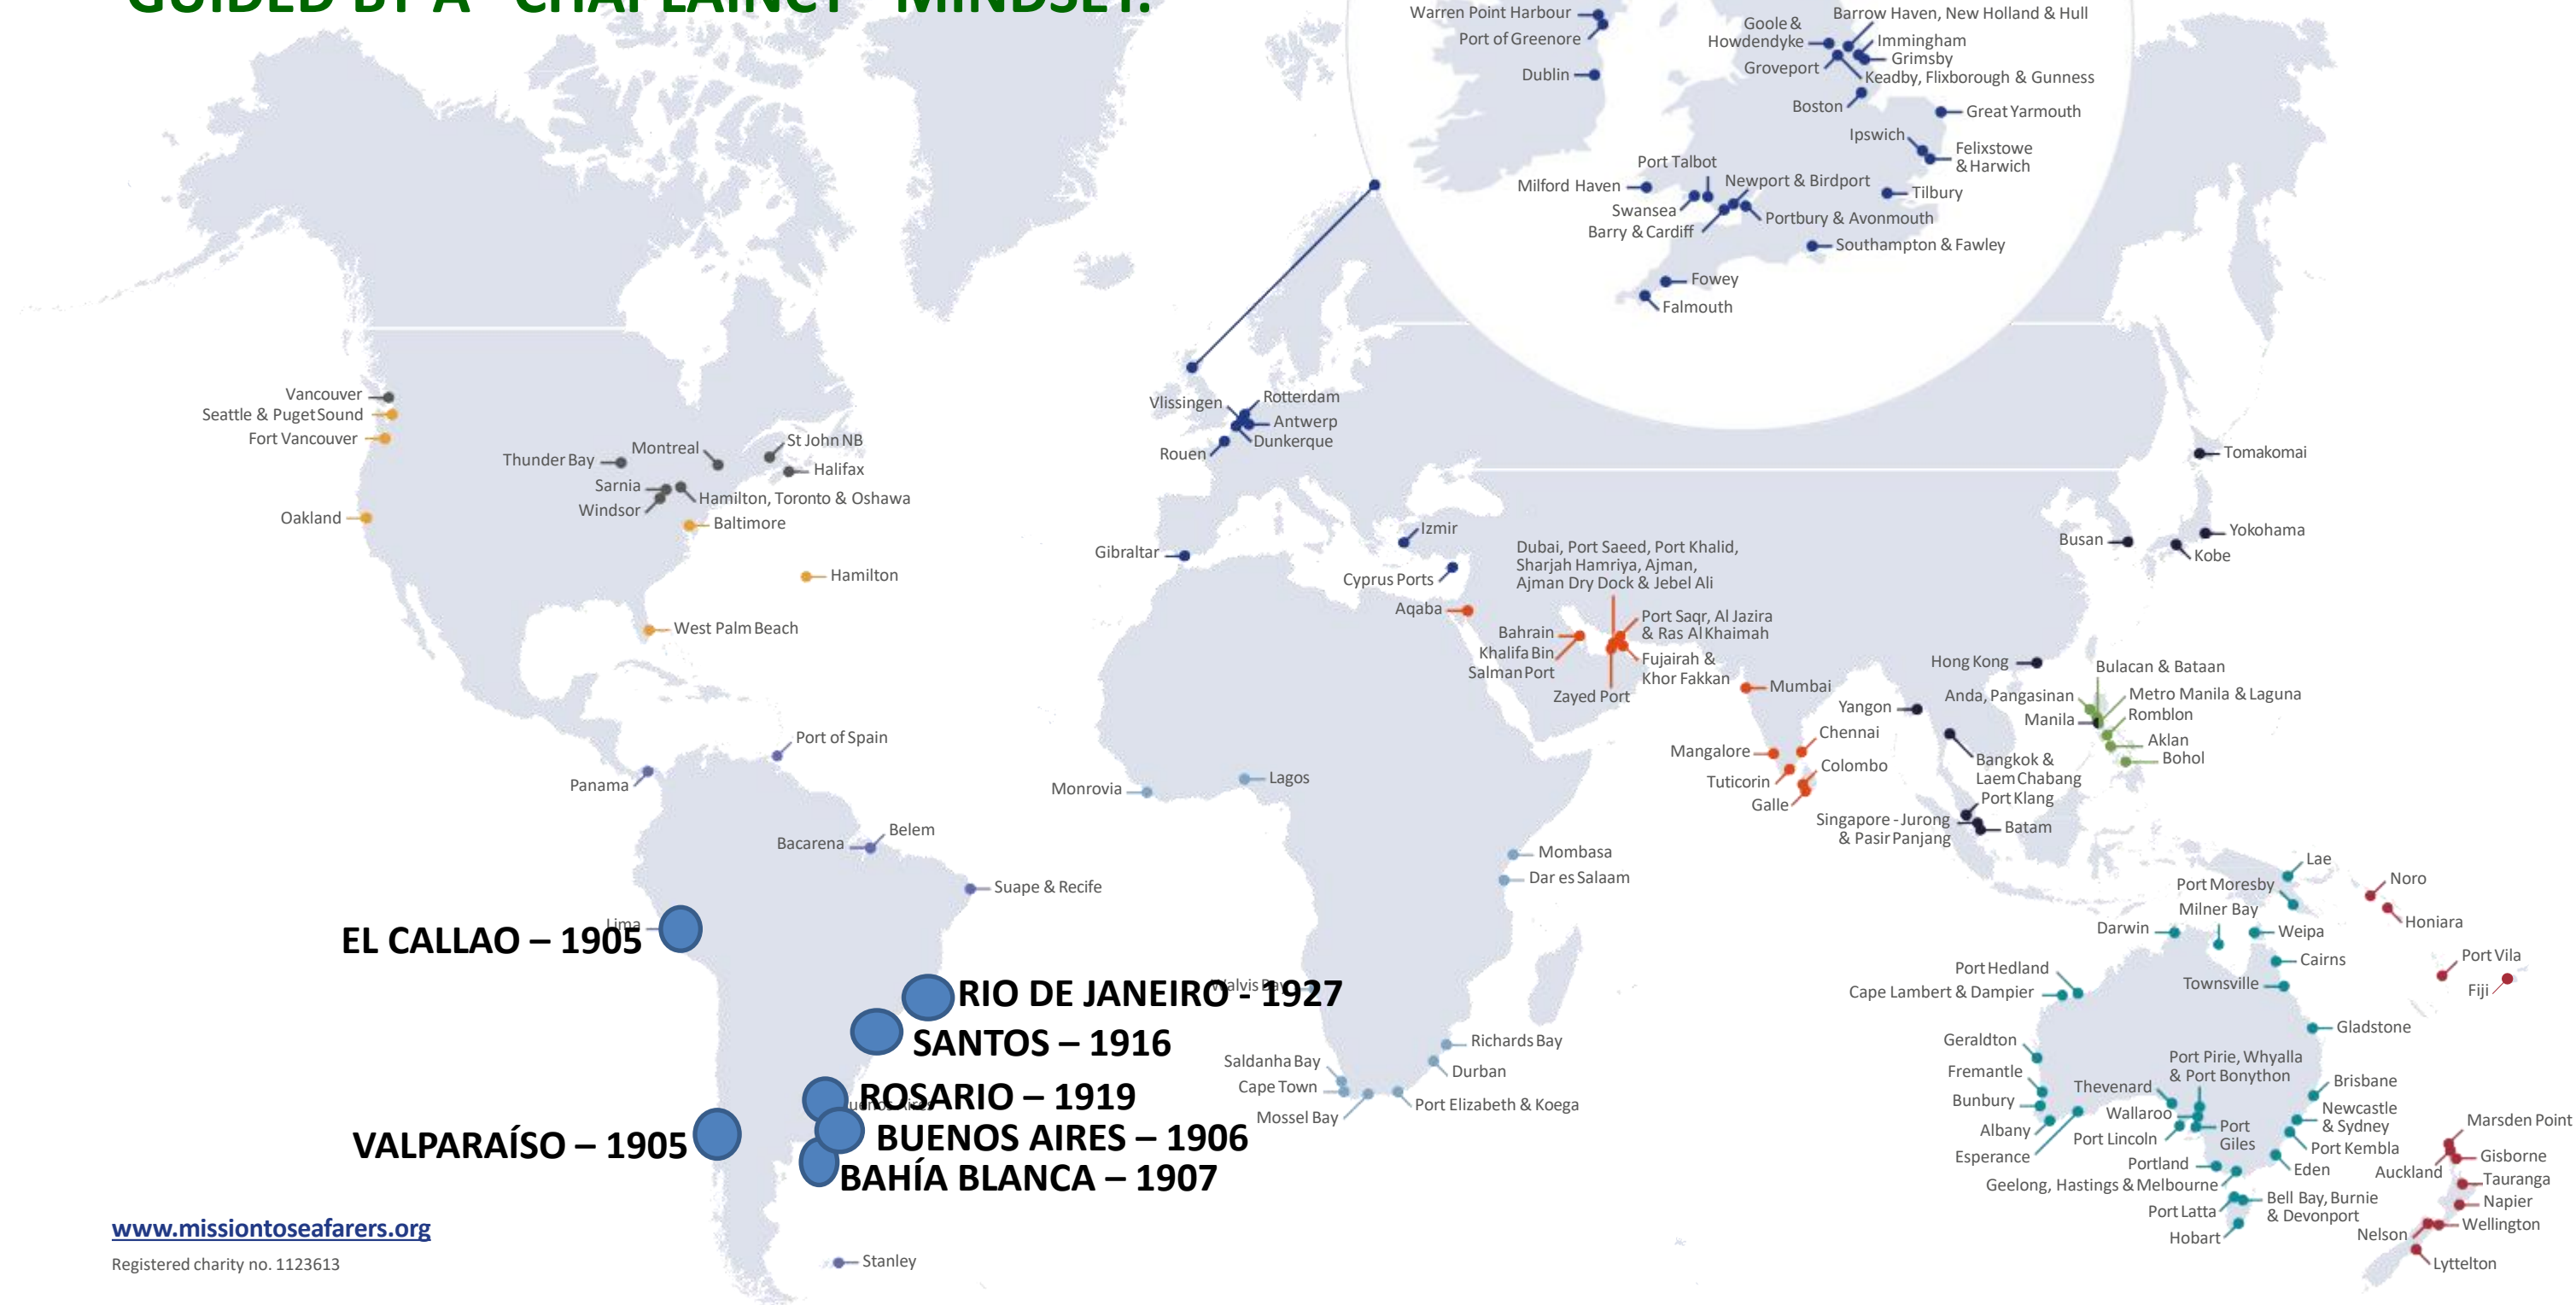 GUIDED BY A "CHAPLAINCY" MINDSET.
Warren Point Harbour
Port of Greenore
Dublin
Goole &
Howdendyke
Groveport
Barrow Haven, New Holland & Hull
Immingham
Grimsby
Keadby, Flixborough & Gunness
Boston
Great Yarmouth
Ipswich
Felixstowe
& Harwich
Port Talbot
Milford Haven
Newport & Birdport
Tilbury
Swansea
Portbury & Avonmouth
Barry & Cardiff
Southampton & Fawley
Fowey
Falmouth
Vancouver
Seattle & Puget Sound
Fort Vancouver
Oakland
Thunder Bay
Montreal
St John NB
Halifax
Sarnia
Windsor
Hamilton, Toronto & Oshawa
Baltimore
Hamilton
West Palm Beach
Vlissingen
Rotterdam
Antwerp
Dunkerque
Rouen
Gibraltar
Izmir
Cyprus Ports
Aqaba
Dubai, Port Saeed, Port Khalid,
Sharjah Hamriya, Ajman,
Ajman Dry Dock & Jebel Ali
Port Saqr, Al Jazira
& Ras Al Khaimah
Bahrain
Khalifa Bin
Salman Port
Fujairah &
Khor Fakkan
Zayed Port
Mumbai
Mangalore
Chennai
Tuticorin
Colombo
Galle
Tomakomai
Yokohama
Busan
Kobe
Hong Kong
Yangon
Bulacan & Bataan
Anda, Pangasinan
Metro Manila & Laguna
Manila
Romblon
Aklan
Bohol
Bangkok &
Laem Chabang
Port Klang
Singapore - Jurong
& Pasir Panjang
Batam
Port of Spain
Panama
Belem
Bacarena
Suape & Recife
Monrovia
Lagos
Mombasa
Dar es Salaam
Lima
EL CALLAO – 1905
RIO DE JANEIRO - 1927
Walvis Bay
SANTOS – 1916
ROSARIO – 1919
Buenos Aires
BUENOS AIRES – 1906
VALPARAÍSO – 1905
BAHÍA BLANCA – 1907
Stanley
Saldanha Bay
Cape Town
Mossel Bay
Richards Bay
Durban
Port Elizabeth & Koega
Lae
Port Moresby
Milner Bay
Darwin
Weipa
Cairns
Townsville
Noro
Honiara
Port Vila
Fiji
Port Hedland
Cape Lambert & Dampier
Gladstone
Geraldton
Fremantle
Bunbury
Albany
Esperance
Port Pirie, Whyalla
& Port Bonython
Thevenard
Wallaroo
Port Lincoln
Port
Giles
Brisbane
Newcastle
& Sydney
Port Kembla
Eden
Portland
Geelong, Hastings & Melbourne
Port Latta
Bell Bay, Burnie
& Devonport
Hobart
Marsden Point
Auckland
Gisborne
Tauranga
Napier
Wellington
Nelson
Lyttelton
www.missiontoseafarers.org
Registered charity no. 1123613